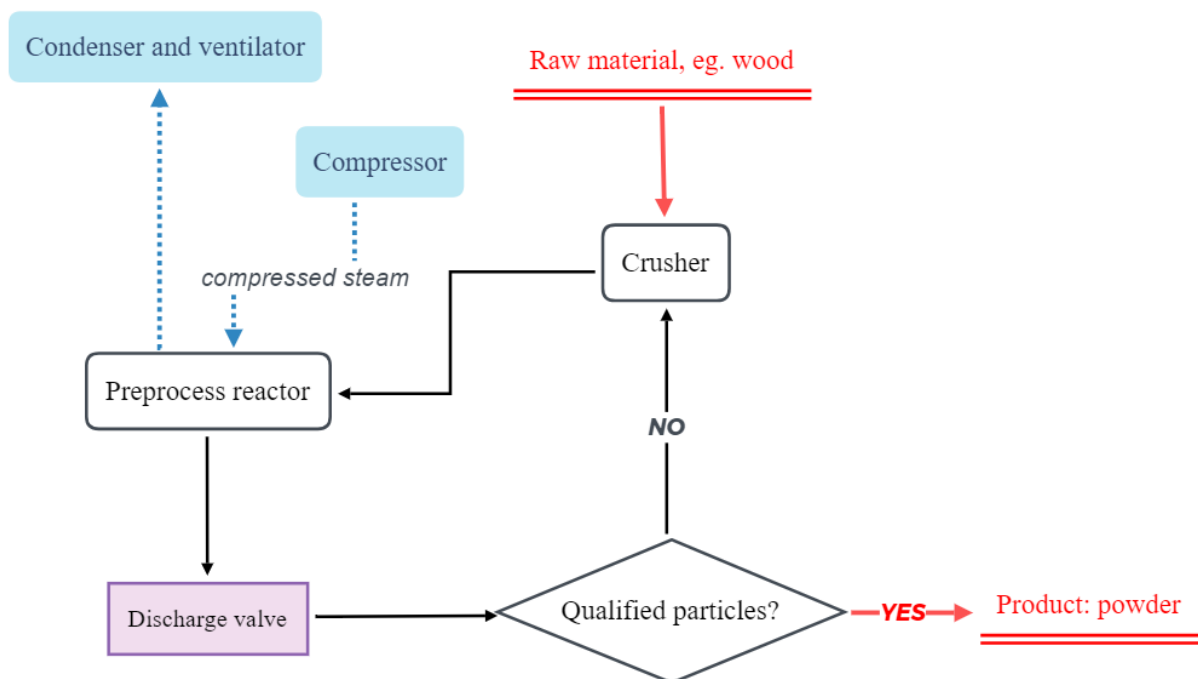 Condenser and ventilator
Raw material, eg. wood
Compressor
Crusher
compressed steam
Preprocess reactor
NO
Discharge valve
Qualified particles?
YES
Product: powder